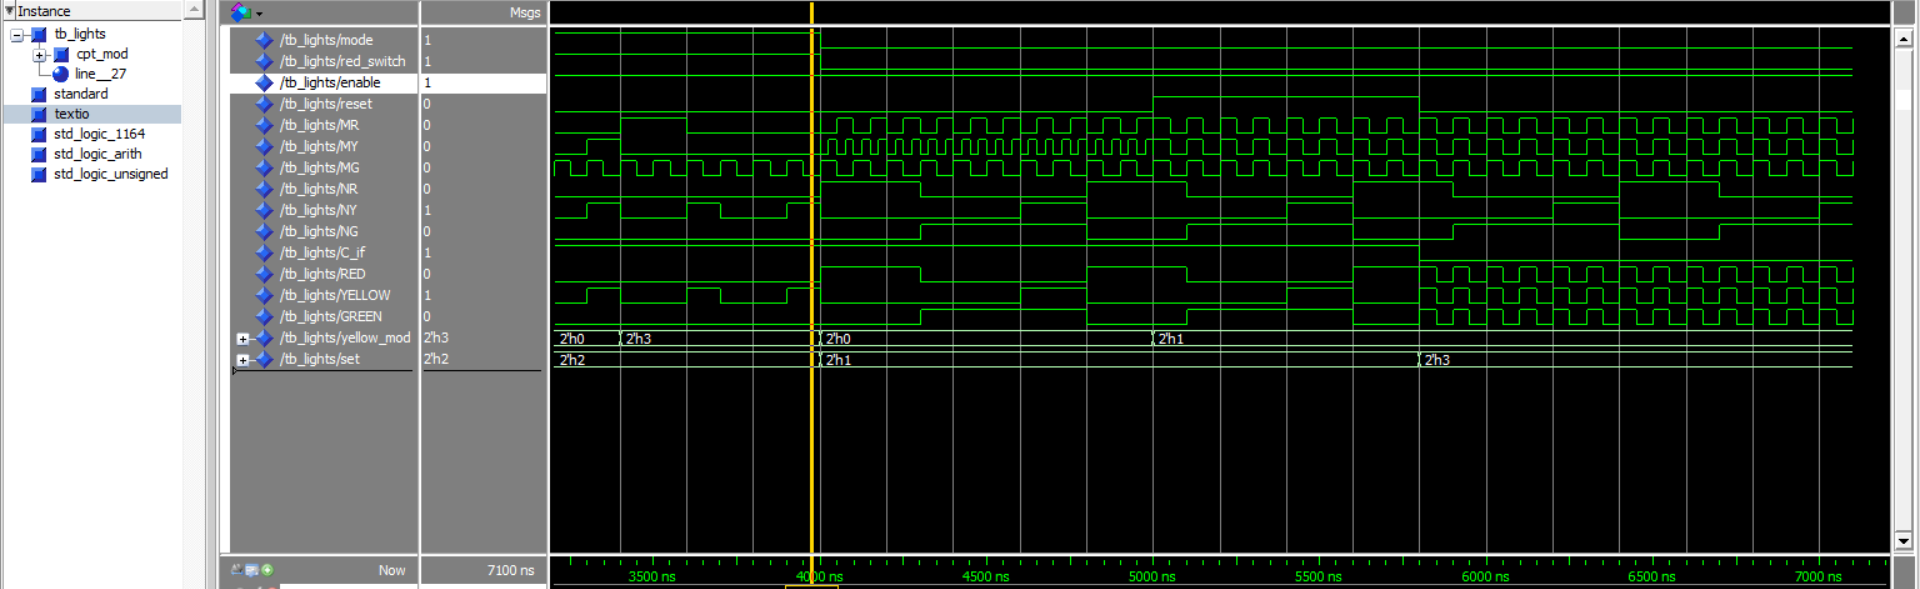 Instance
tb_lights
cpt_mod
line__27
standard
textio
std_logic_1164
std_logic_arith
std_logic_unsigned
Msgs
/tb_lights/mode 1
/tb_lights/red_switch 1
/tb_lights/enable 1
/tb_lights/reset 0
/tb_lights/MR 0
/tb_lights/MY 0
/tb_lights/MG 0
/tb_lights/NR 0
/tb_lights/NY 1
/tb_lights/NG 0
/tb_lights/C_if 1
/tb_lights/RED 0
/tb_lights/YELLOW 1
/tb_lights/GREEN 0
/tb_lights/yellow_mod 2'h3 2'h0 2'h3 2'h0 2'h1
/tb_lights/set 2'h2 2'h2 2'h1 2'h3
Now 7100 ns 3500 ns 4000 ns 4500 ns 5000 ns 5500 ns 6000 ns 6500 ns 7000 ns